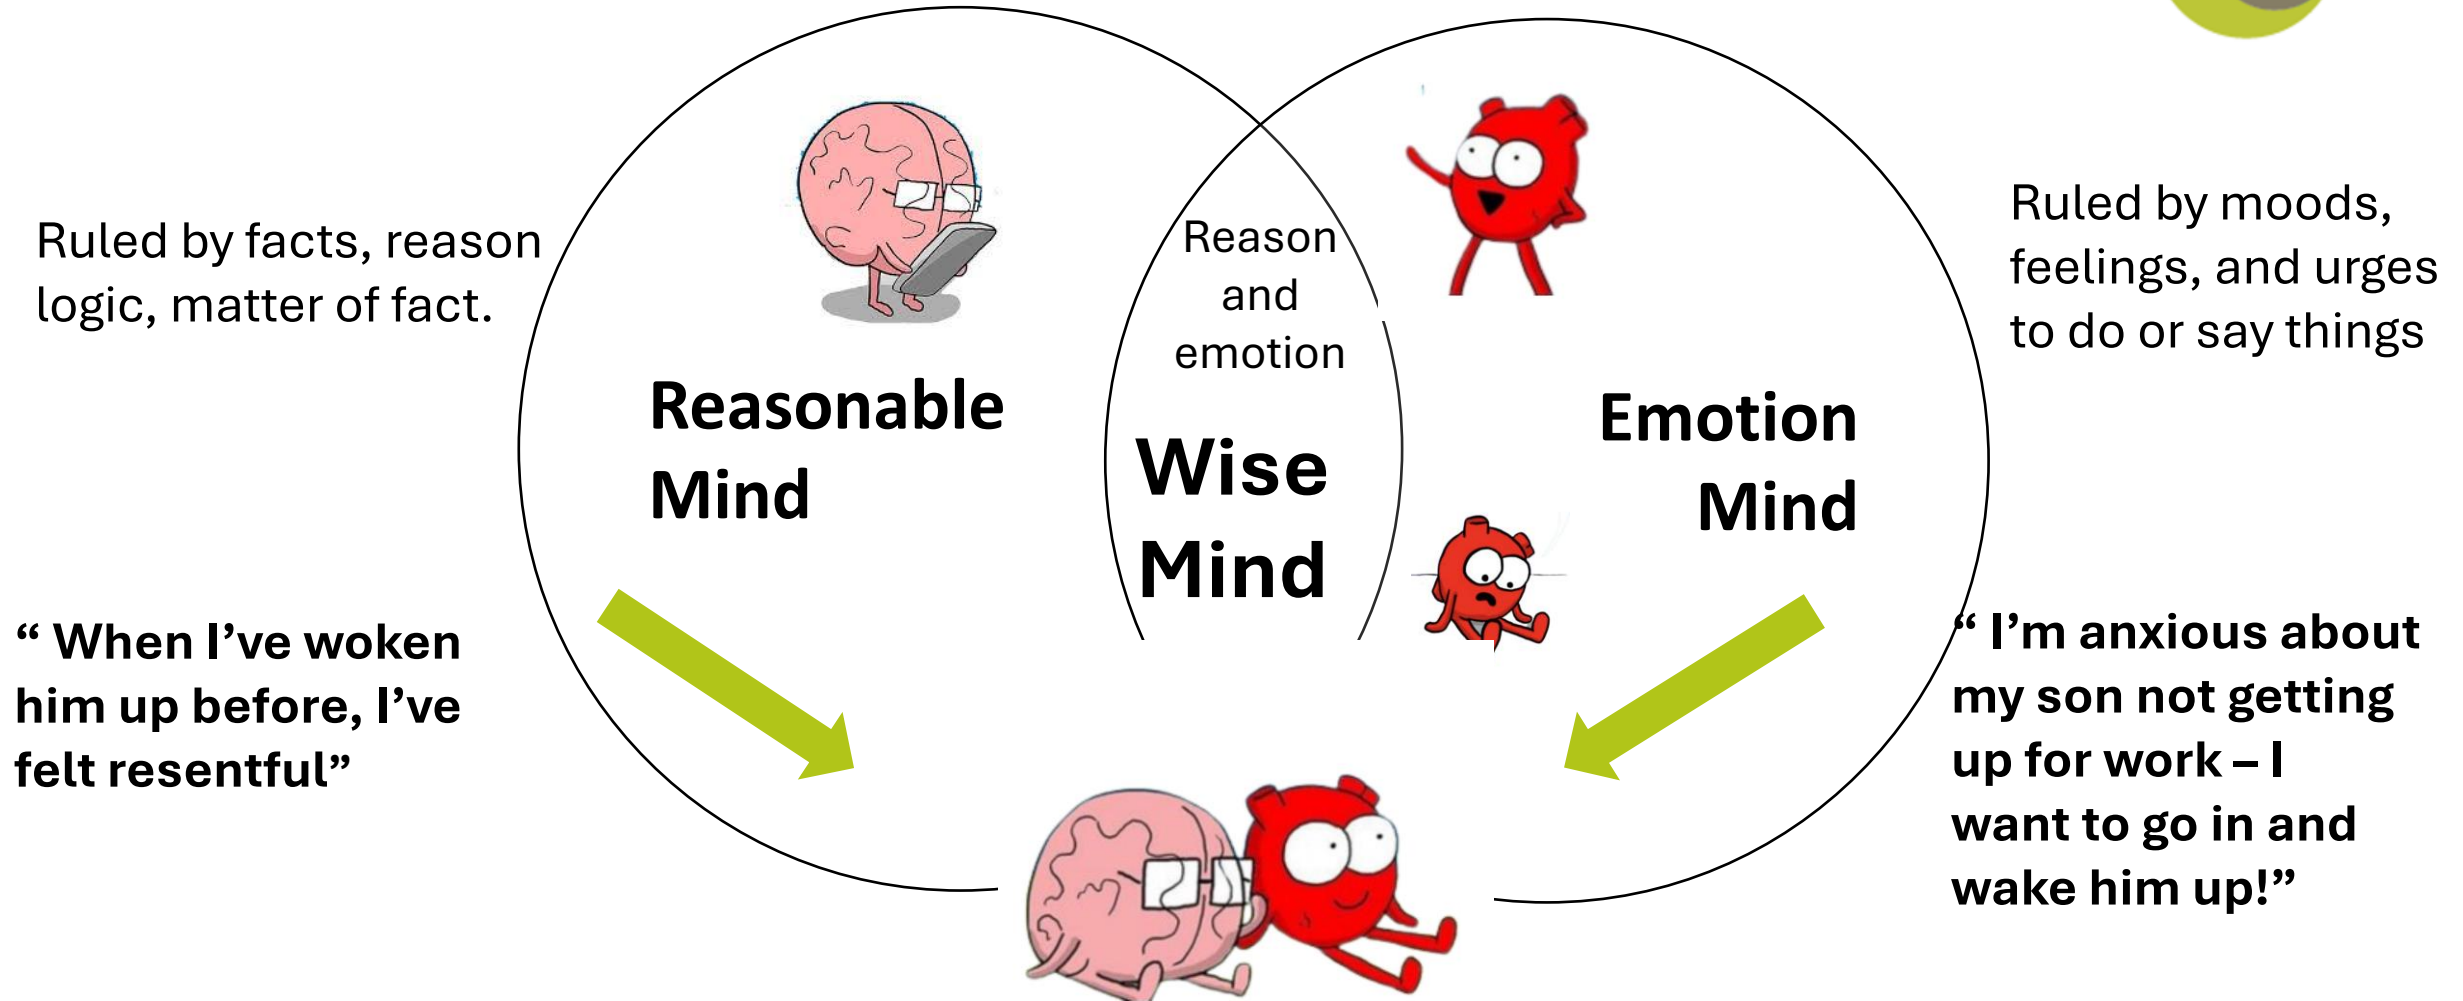 Ruled by facts, reason
logic, matter of fact.
Reasonable
Mind
“ When I’ve woken
him up before, I’ve
felt resentful”
Reason
and
emotion
Wise
Mind
Emotion
Mind
Ruled by moods,
feelings, and urges
to do or say things
“ I’m anxious about
my son not getting
up for work – I
want to go in and
wake him up!”